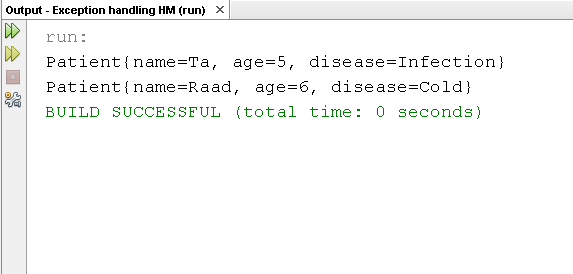 Output - Exception handling HM (run)
run:
Patient{name=Ta, age=5, disease=Infection}
Patient{name=Raad, age=6, disease=Cold}
BUILD SUCCESSFUL (total time: 0 seconds)